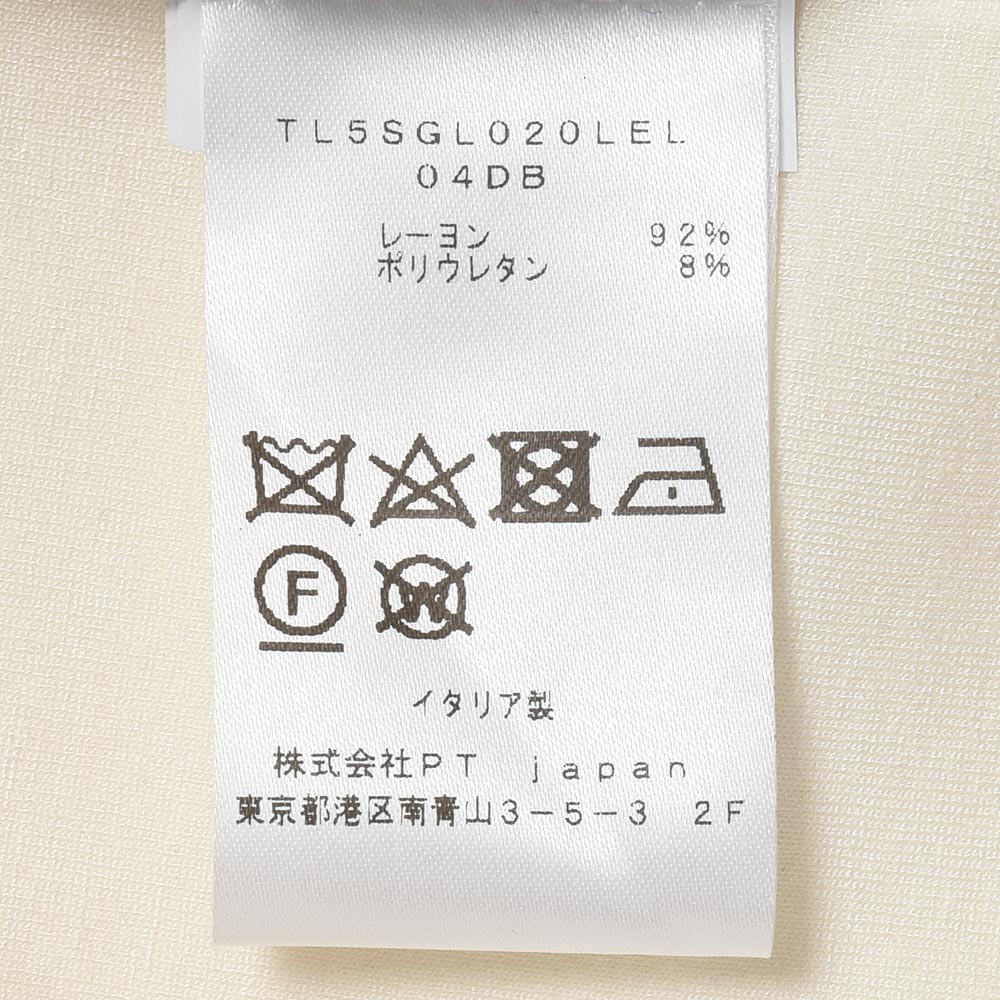 TL5SGL020LEL
04DB
レーヨン 92%
ポリウレタン 8%
F
W
イタリア製
株式会社PT japan
東京都港区南青山3-5-3 2F